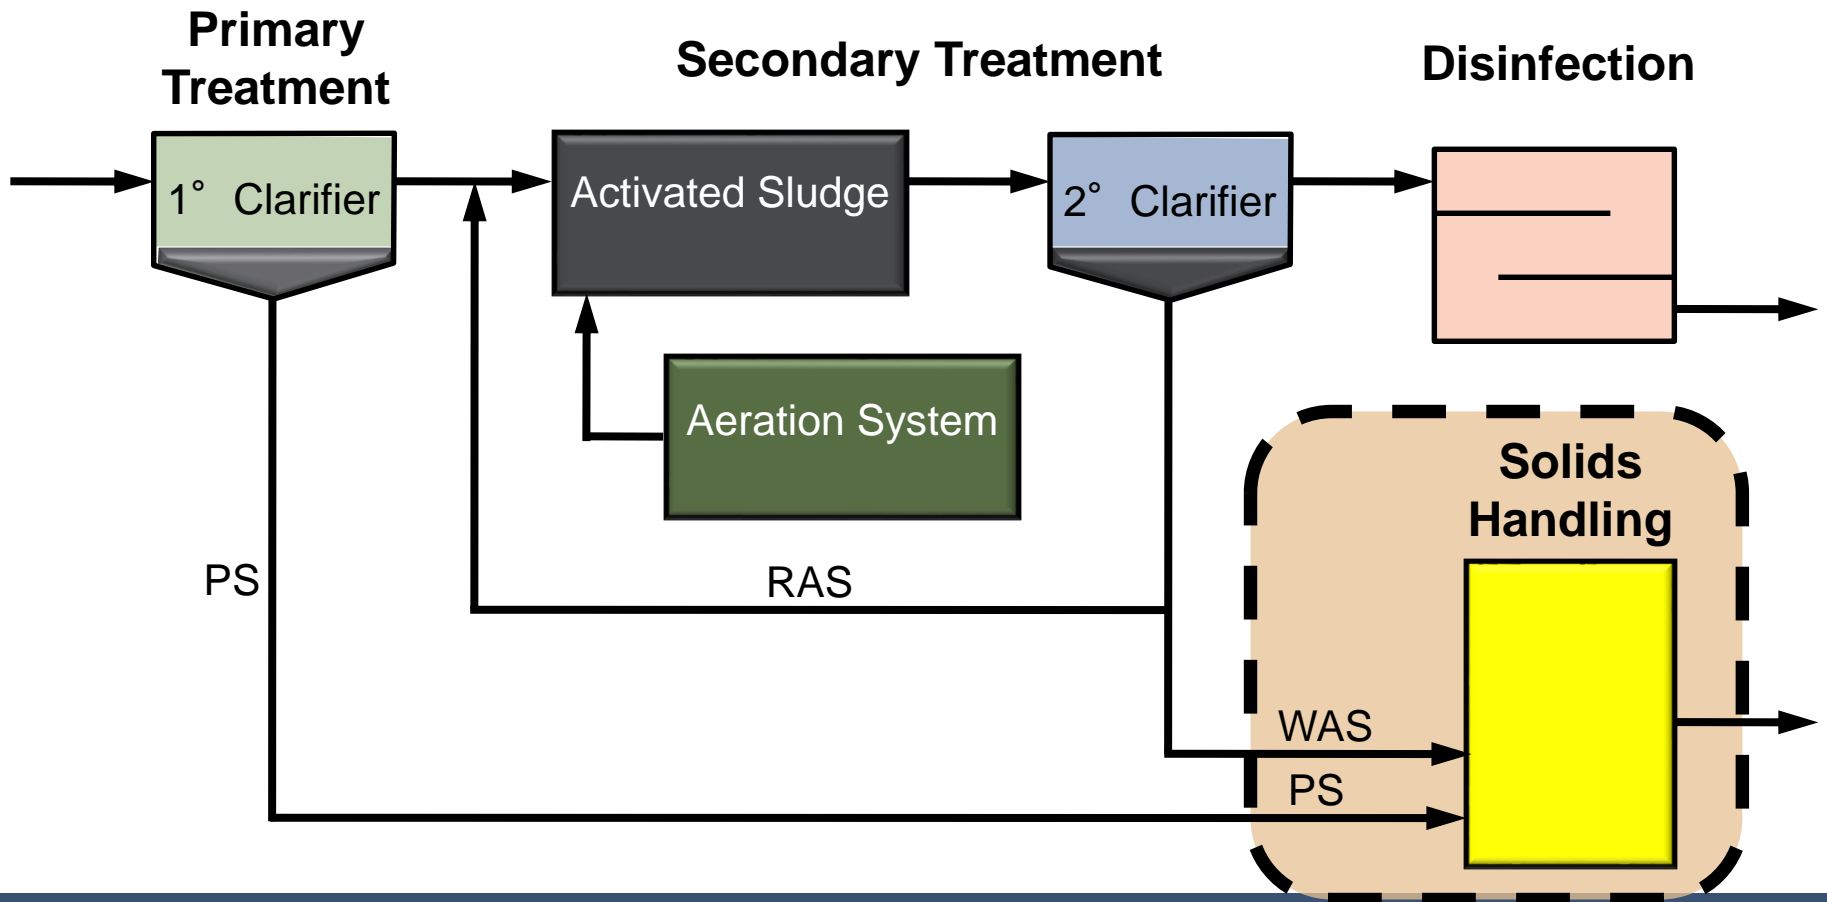 Primary
Treatment
Secondary Treatment
Disinfection
1° Clarifier
Activated Sludge
2° Clarifier
Aeration System
Solids
Handling
PS
RAS
WAS
PS